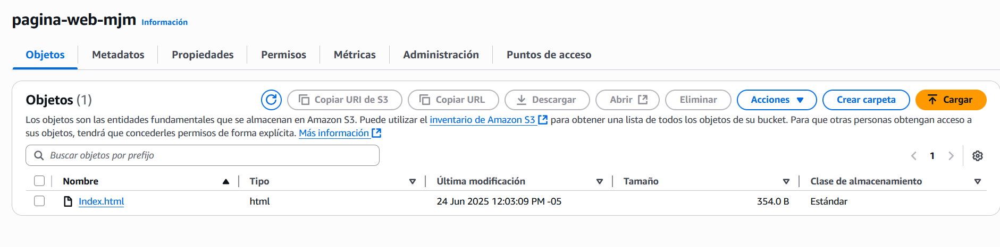 pagina-web-mjm Información
Objetos Metadatos Propiedades Permisos Métricas Administración Puntos de acceso
Objetos (1) Copiar URI de S3 Copiar URL Descargar Abrir Eliminar Acciones Crear carpeta Cargar
Los objetos son las entidades fundamentales que se almacenan en Amazon S3. Puede utilizar el inventario de Amazon S3 para obtener una lista de todos los objetos de su bucket. Para que otras personas obtengan acceso a
sus objetos, tendrá que concederles permisos de forma explícita. Más información
Buscar objetos por prefijo 1
Nombre Tipo Última modificación Tamaño Clase de almacenamiento
Index.html html 24 Jun 2025 12:03:09 PM -05 354.0 B Estándar